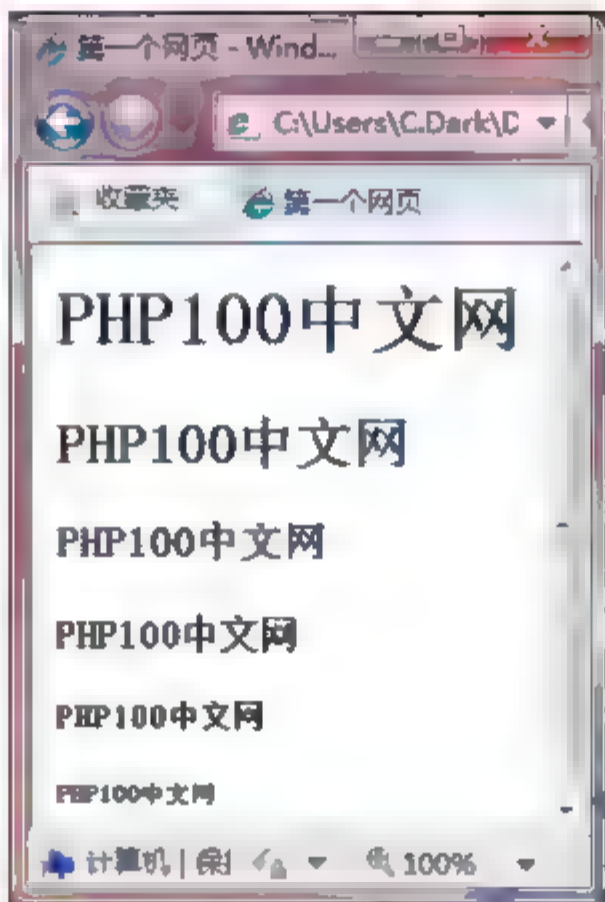 第一个网页 - Wind...
C:\Users\C.Dark\D
收藏夹 第一个网页
PHP100中文网
PHP100中文网
PHP100中文网
PHP100中文网
PHP100中文网
PHP100中文网
计算机 | 保 100%